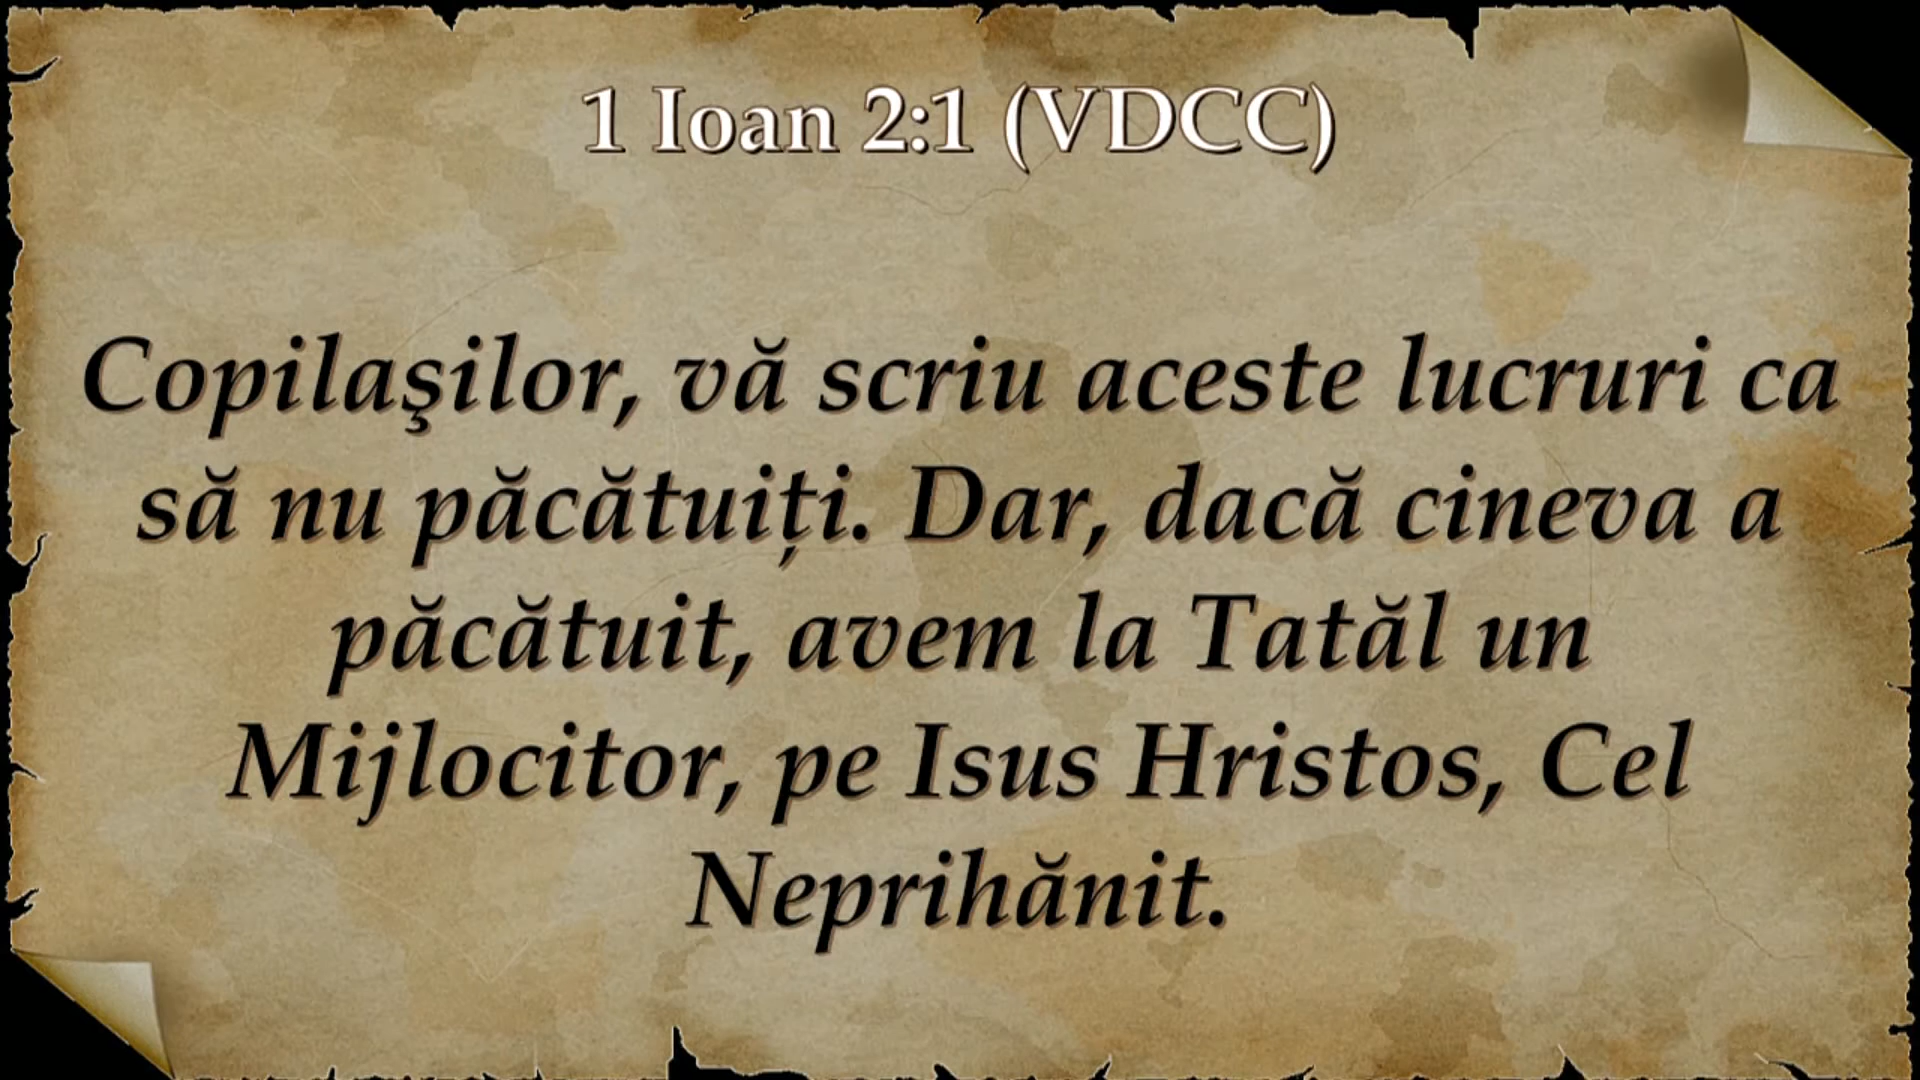 1 Ioan 2:1 (VDCC)
Copilaşilor, vă scriu aceste lucruri ca
să nu păcătuiți. Dar, dacă cineva a
păcătuit, avem la Tatăl un
Mijlocitor, pe Isus Hristos, Cel
Neprihănit.